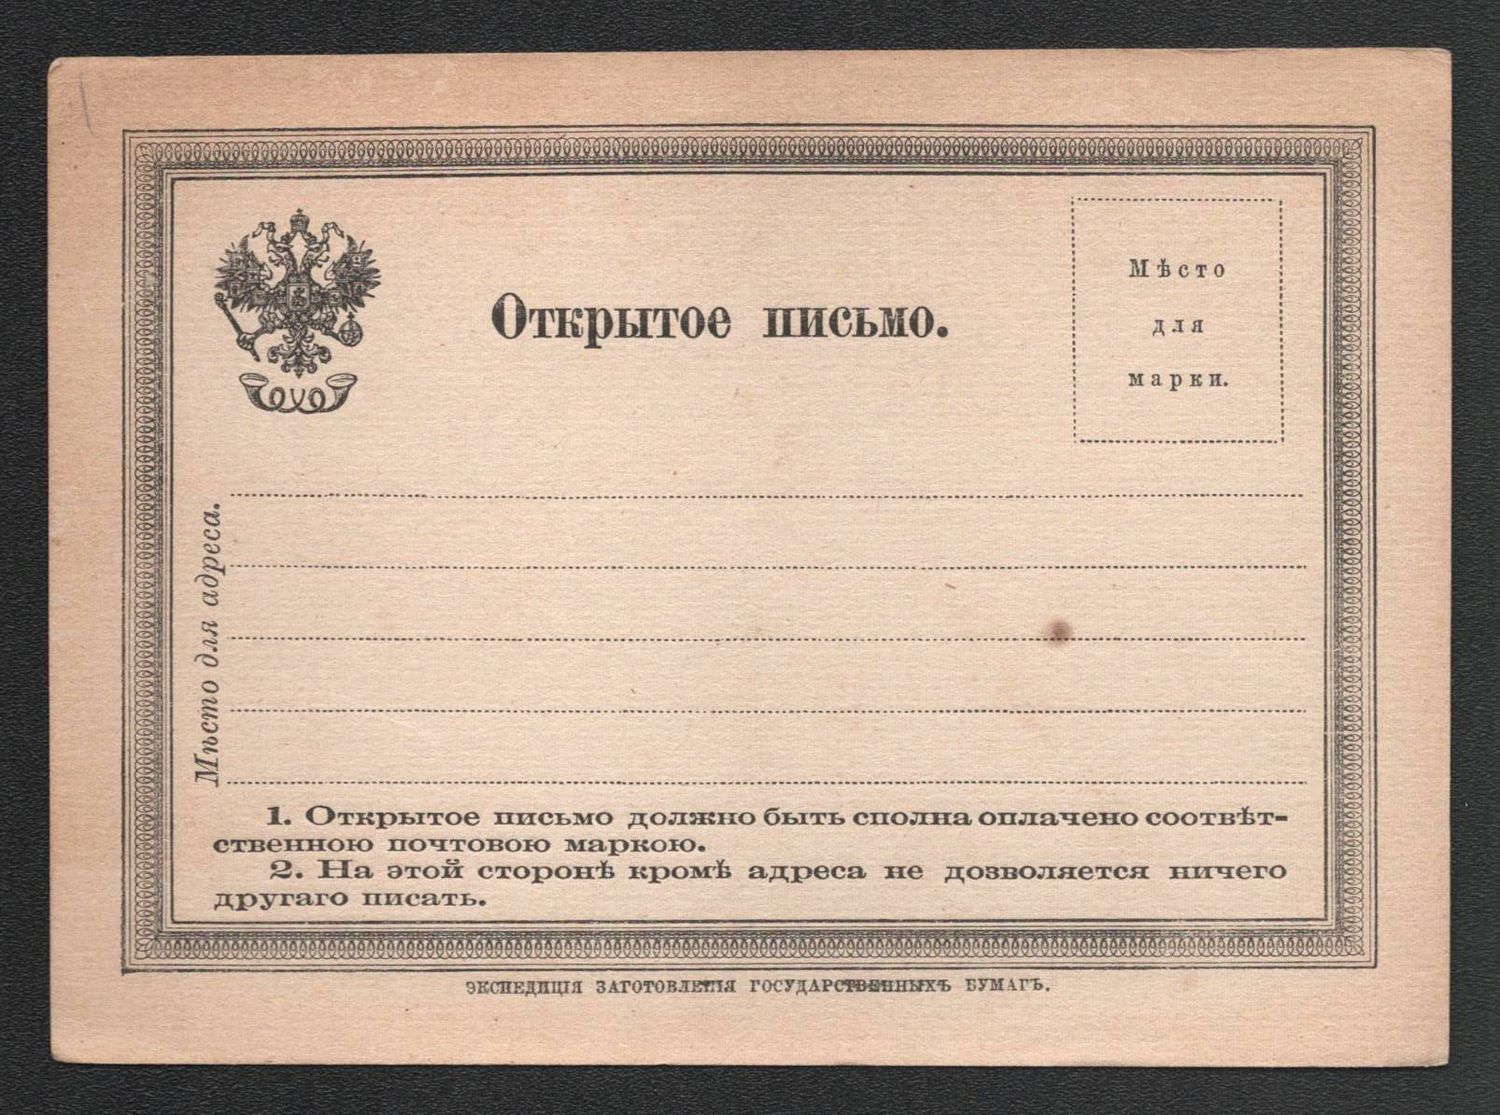 Открытое письмо.
Мѣсто
для
марки.
Мѣсто для адреса.
1. Открытое письмо должно быть сполна оплачено соотвѣт-
ственною почтовою маркою.
2. На этой сторонѣ кромѣ адреса не дозволяется ничего
другаго писать.
ЭКСПЕДИЦІЯ ЗАГОТОВЛЕНІЯ ГОСУДАРСТВЕННЫХЪ БУМАГЪ.